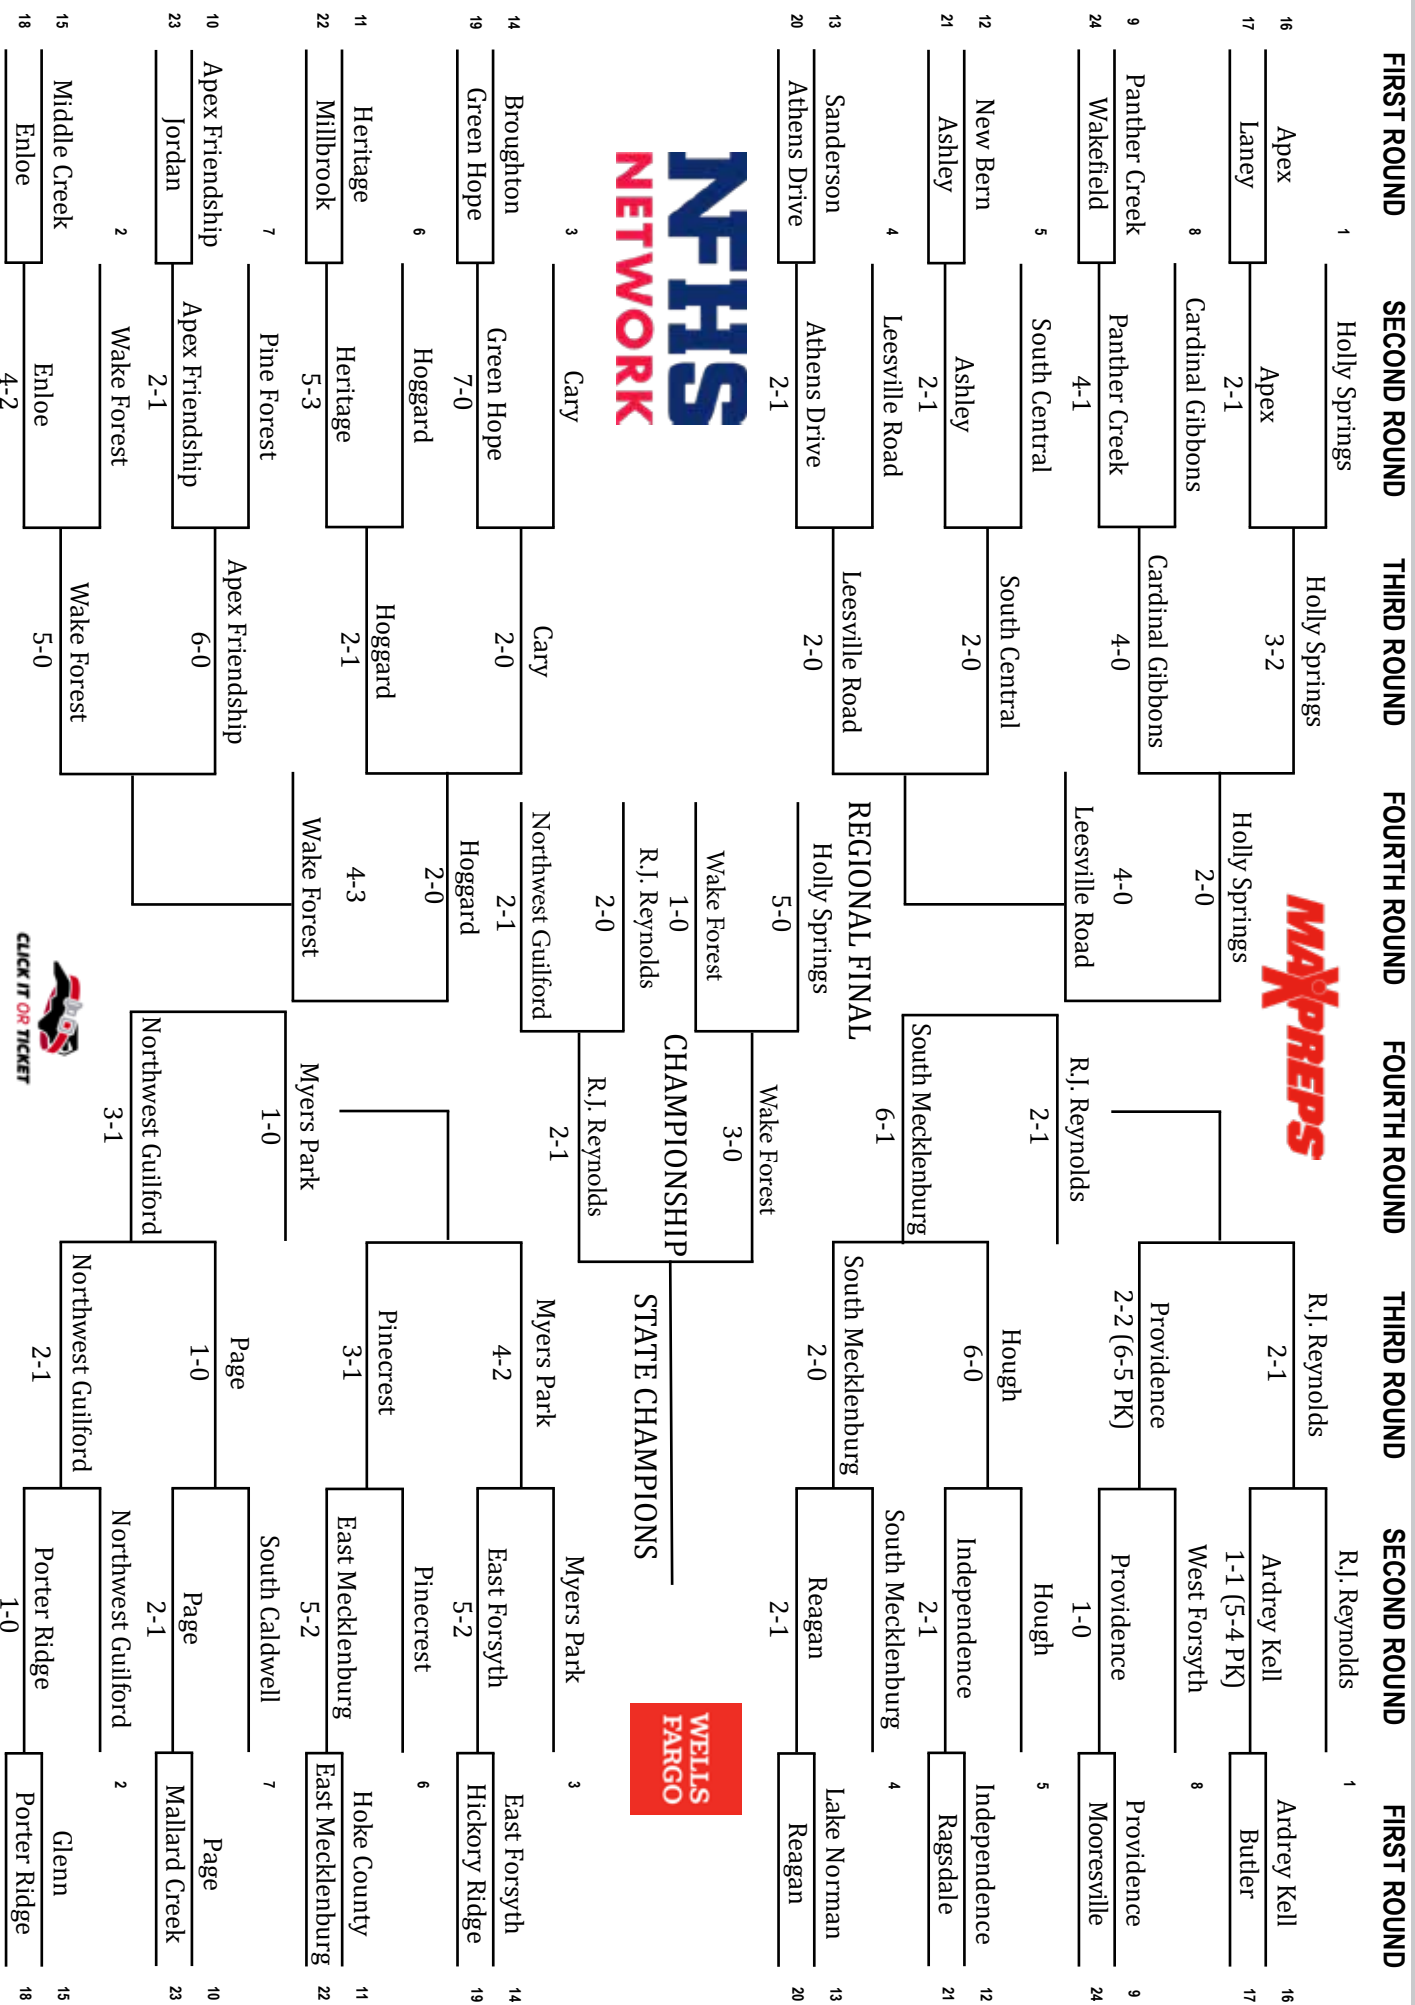 FIRST ROUND SECOND ROUND THIRD ROUND FOURTH ROUND FOURTH ROUND THIRD ROUND SECOND ROUND FIRST ROUND
1 Holly Springs
16 Apex
17 Laney
Apex
2-1
Holly Springs
3-2
8 Cardinal Gibbons
9 Panther Creek
24 Wakefield
Panther Creek
4-1
Cardinal Gibbons
4-0
Holly Springs
2-0
5 South Central
12 New Bern
21 Ashley
Ashley
2-1
South Central
2-0
4 Leesville Road
13 Sanderson
20 Athens Drive
Athens Drive
2-1
Leesville Road
2-0
Leesville Road
4-0
NFHS
NETWORK
3 Cary
14 Broughton
19 Green Hope
Green Hope
7-0
Cary
2-0
6 Hoggard
11 Heritage
22 Millbrook
Heritage
5-3
Hoggard
2-1
Hoggard
2-0
7 Pine Forest
10 Apex Friendship
23 Jordan
Apex Friendship
2-1
Apex Friendship
6-0
2 Wake Forest
15 Middle Creek
18 Enloe
Enloe
4-2
Wake Forest
5-0
Wake Forest
4-3
MAXPREPS
REGIONAL FINAL
Holly Springs
5-0
Wake Forest
1-0
R.J. Reynolds
2-0
Northwest Guilford
2-1
Wake Forest
3-0
CHAMPIONSHIP
R.J. Reynolds
2-1
STATE CHAMPIONS
CLICK IT OR TICKET
R.J. Reynolds 1
Ardrey Kell 16
Butler 17
Ardrey Kell
1-1 (5-4 PK)
R.J. Reynolds
2-1
West Forsyth 8
Providence 9
Mooresville 24
Providence
1-0
Providence
2-2 (6-5 PK)
R.J. Reynolds
2-1
Hough 5
Independence 12
Ragsdale 21
Independence
2-1
Hough
6-0
South Mecklenburg 4
Lake Norman 13
Reagan 20
Reagan
2-1
South Mecklenburg
2-0
South Mecklenburg
6-1
WELLS
FARGO
Myers Park 3
East Forsyth 14
Hickory Ridge 19
East Forsyth
5-2
Myers Park
4-2
Pinecrest 6
Hoke County 11
East Mecklenburg 22
East Mecklenburg
5-2
Pinecrest
3-1
Myers Park
1-0
South Caldwell 7
Page 10
Mallard Creek 23
Page
2-1
Page
1-0
Northwest Guilford 2
Glenn 15
Porter Ridge 18
Porter Ridge
1-0
Northwest Guilford
2-1
Northwest Guilford
3-1